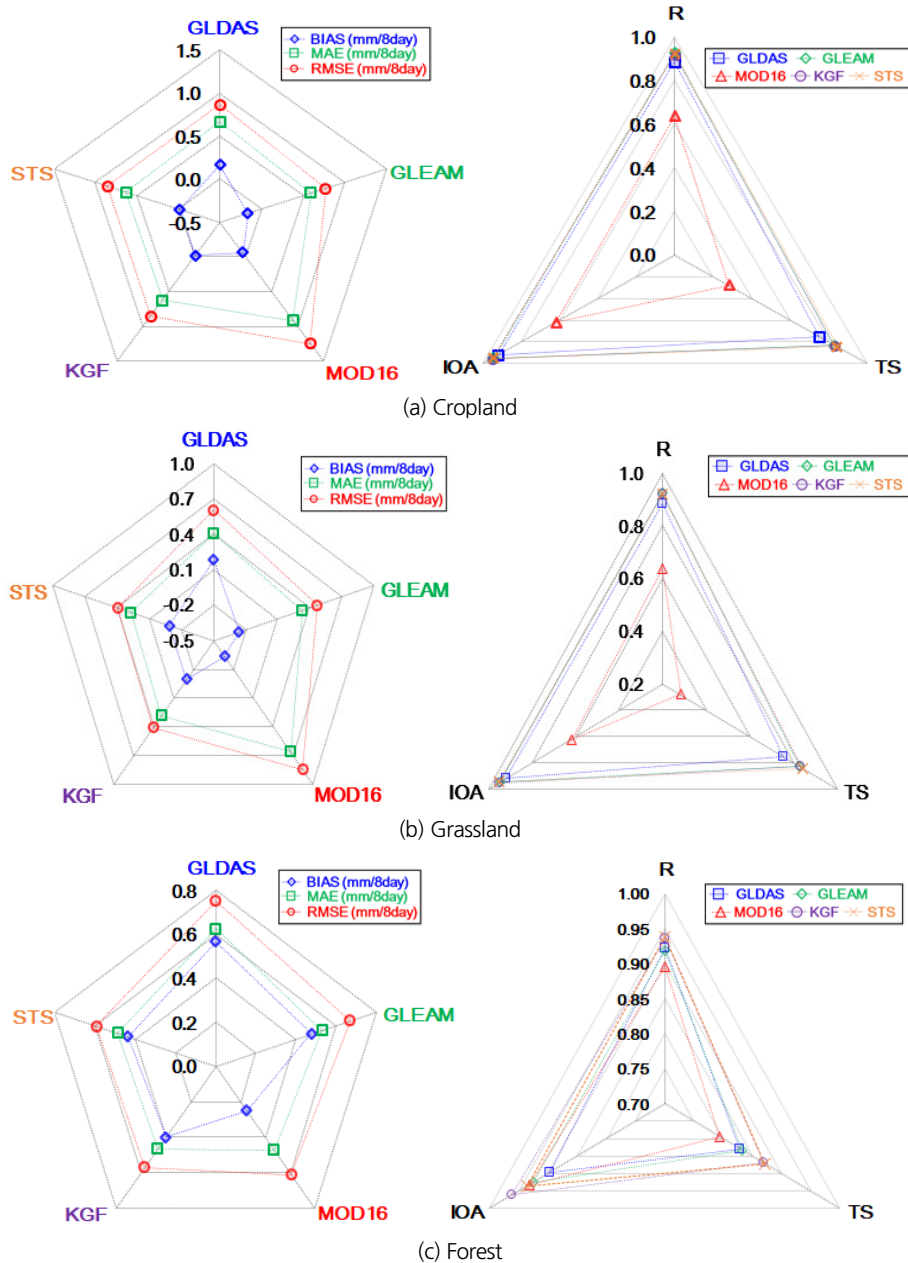 GLDAS
1.5
1.0
0.5
0.0
-0.5
BIAS (mm/8day)
MAE (mm/8day)
RMSE (mm/8day)
STS
GLEAM
KGF
MOD16
R
1.0
0.8
0.6
0.4
0.2
0.0
GLDAS GLEAM
MOD16 KGF STS
IOA
TS
(a) Cropland
GLDAS
1.0
0.7
0.4
0.1
-0.2
-0.5
BIAS (mm/8day)
MAE (mm/8day)
RMSE (mm/8day)
STS
GLEAM
KGF
MOD16
R
1.0
0.8
0.6
0.4
0.2
GLDAS GLEAM
MOD16 KGF STS
IOA
TS
(b) Grassland
GLDAS
0.8
0.6
0.4
0.2
0.0
BIAS (mm/8day)
MAE (mm/8day)
RMSE (mm/8day)
STS
GLEAM
KGF
MOD16
R
1.00
0.95
0.90
0.85
0.80
0.75
0.70
GLDAS GLEAM
MOD16 KGF STS
IOA
TS
(c) Forest